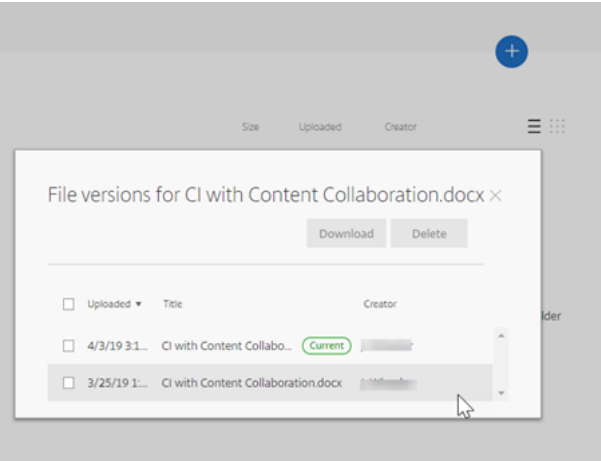 Size Uploaded Creator
File versions for CI with Content Collaboration.docx
Download Delete
Uploaded Title Creator
lder
4/3/19 3:1... CI with Content Collabo... Current
3/25/19 1:... CI with Content Collaboration.docx